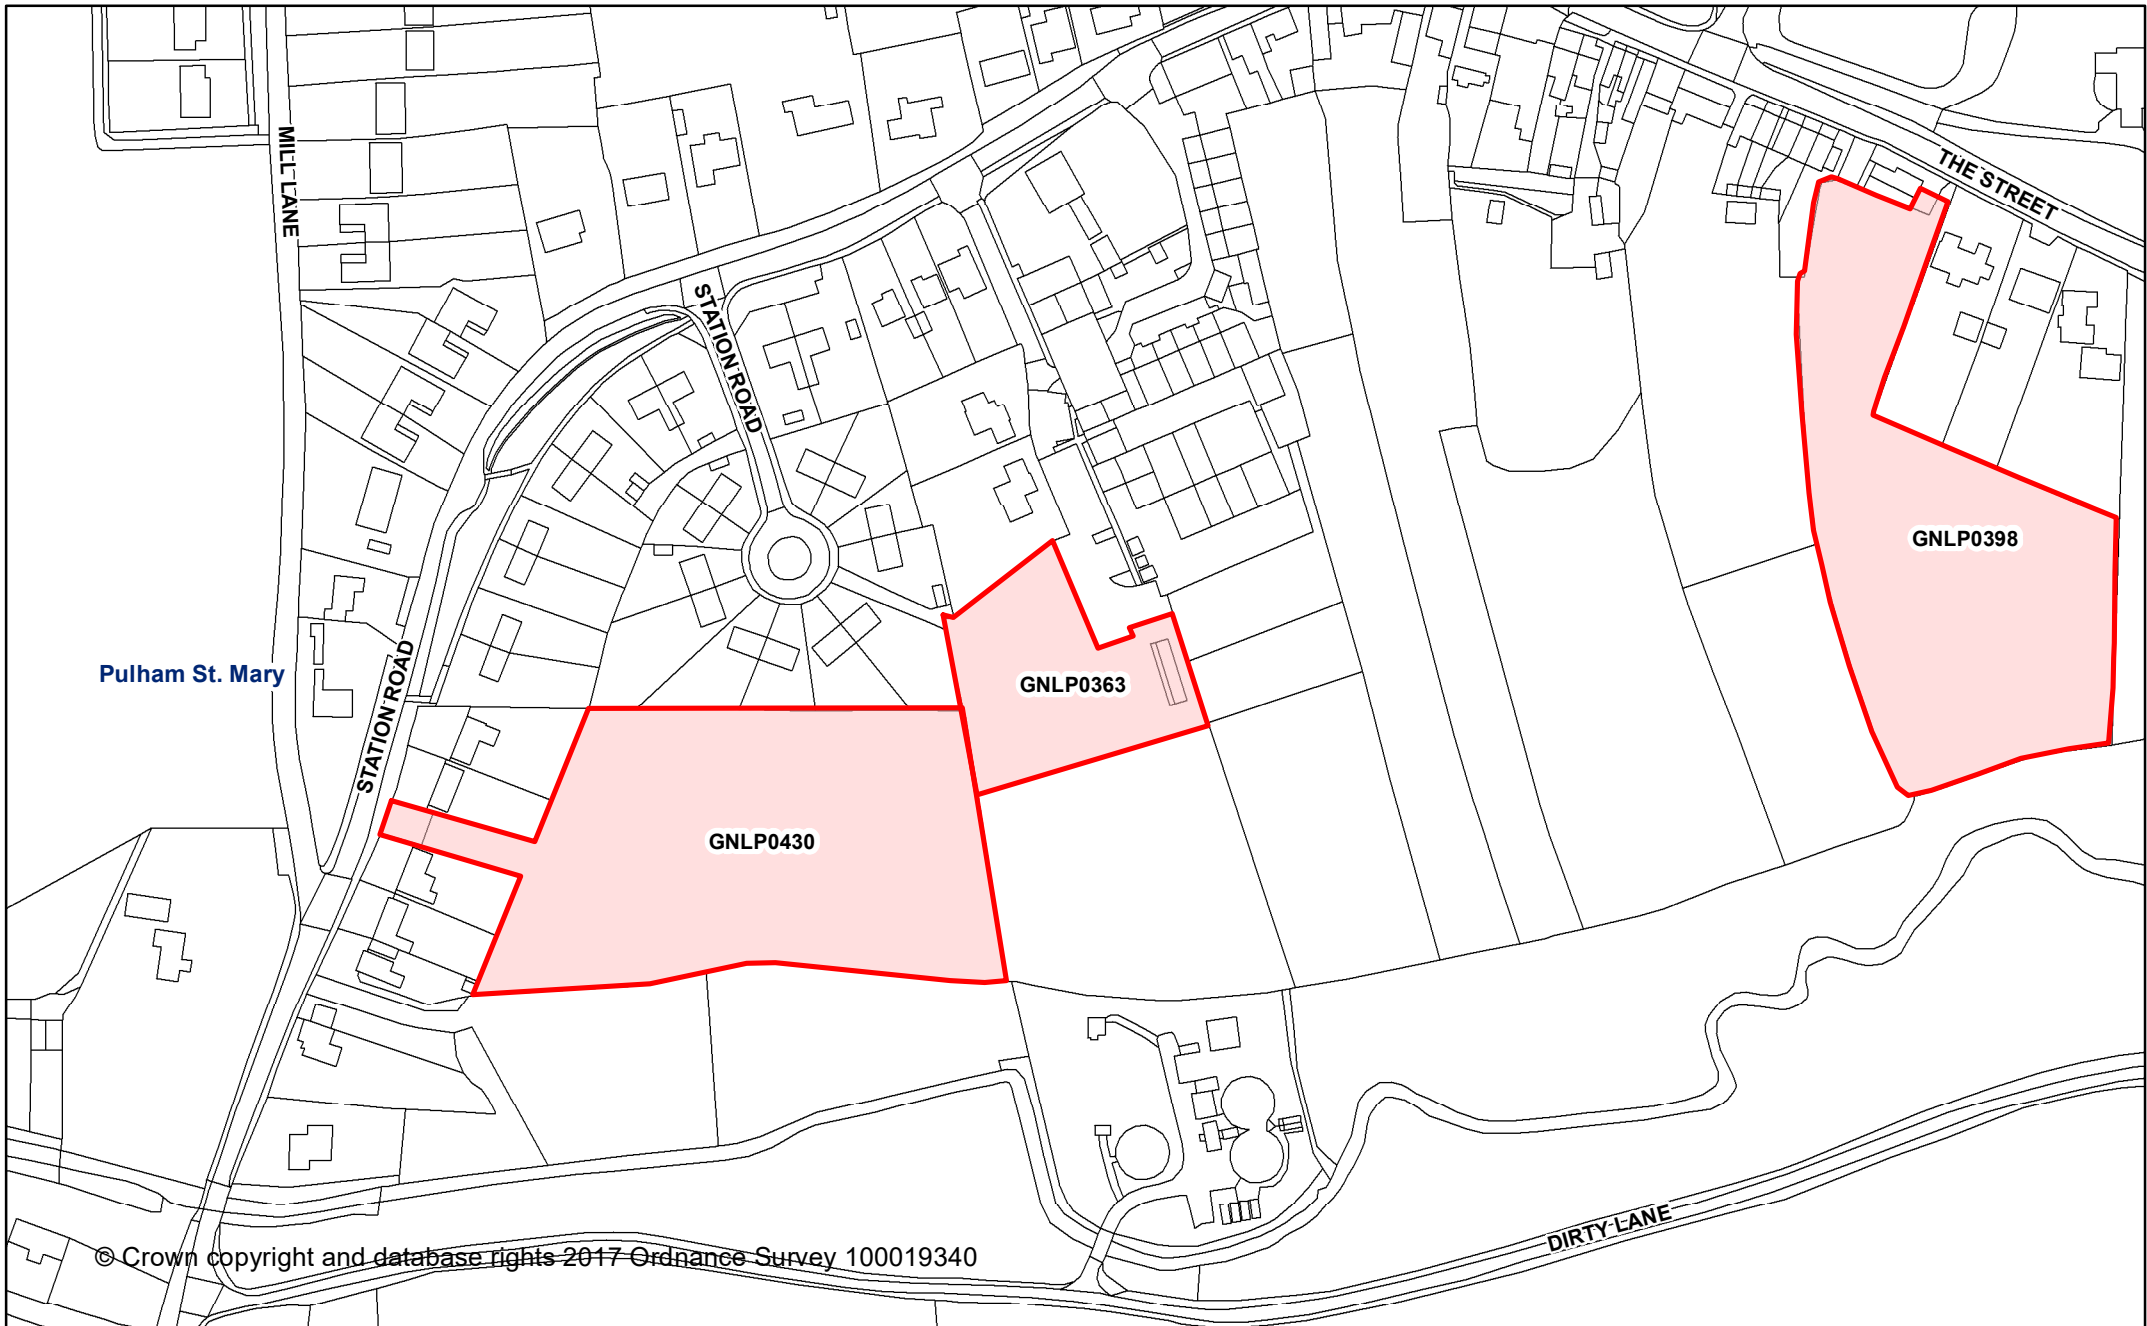 MILL LANE
THE STREET
STATION ROAD
GNLP0398
Pulham St. Mary
GNLP0363
STATION ROAD
GNLP0430
DIRTY LANE
© Crown copyright and database rights 2017 Ordnance Survey 100019340